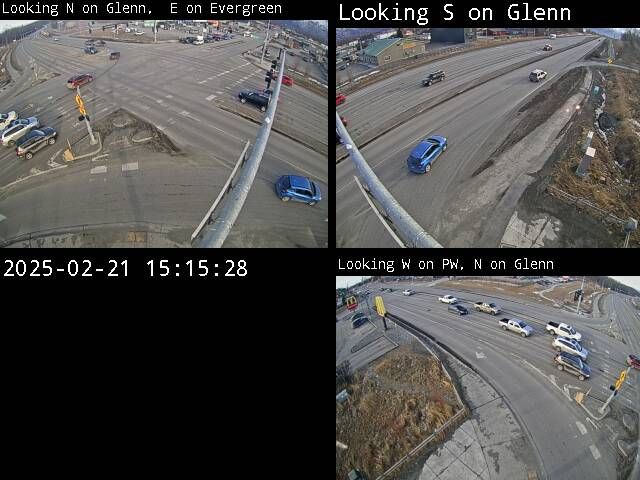 Looking N on Glenn,  E on Evergreen
Looking S on Glenn
2025-02-21 15:15:28
Looking W on PW, N on Glenn